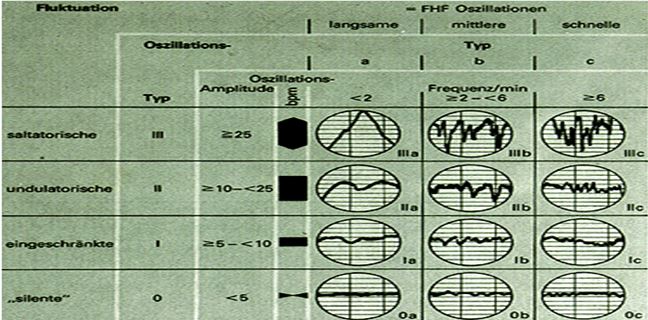 Fluktuation = FHF Oszillationen
langsame mittlere schnelle
Oszillations- Typ
a b c
Oszillations-
Typ Amplitude bpm Frequenz/min
<2 ≥2-<6 ≥6
saltatorische III ≥25 IIIa IIIb IIIc
undulatorische II ≥10-<25 IIa IIb IIc
eingeschränkte I ≥5-<10 Ia Ib Ic
„silente" 0 <5 0a 0b 0c